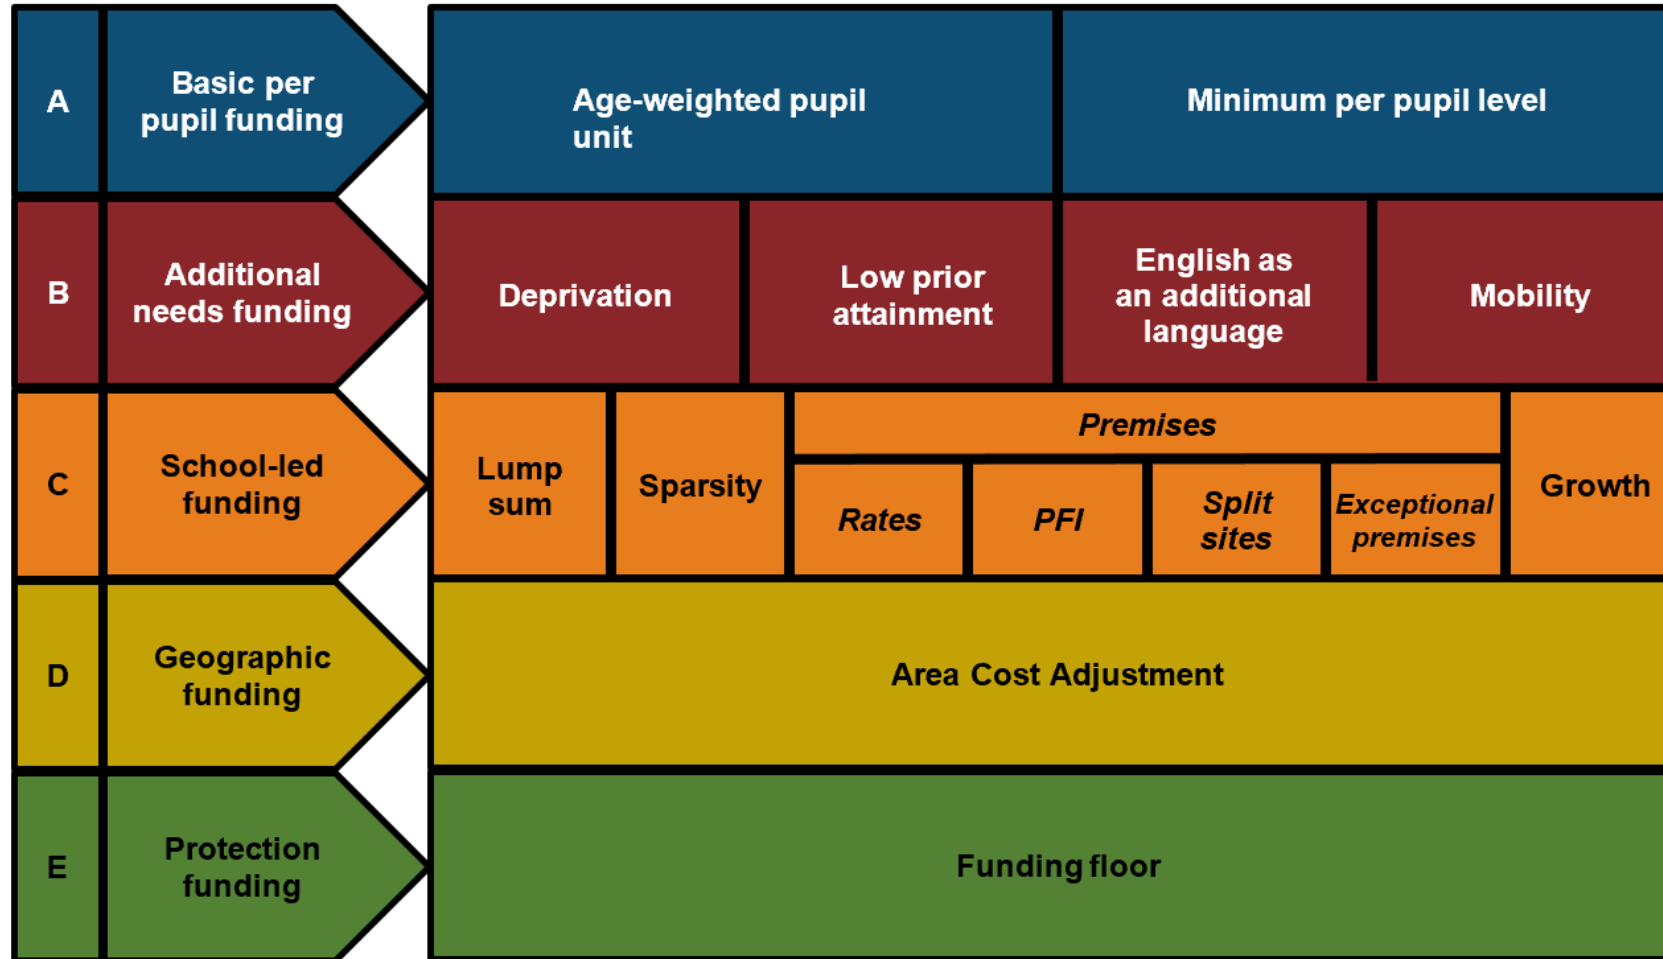 A
Basic per
pupil funding
Age-weighted pupil
unit
Minimum per pupil level
B
Additional
needs funding
Deprivation
Low prior
attainment
English as
an additional
language
Mobility
C
School-led
funding
Lump
sum
Sparsity
Premises
Rates
PFI
Split
sites
Exceptional
premises
Growth
D
Geographic
funding
Area Cost Adjustment
E
Protection
funding
Funding floor